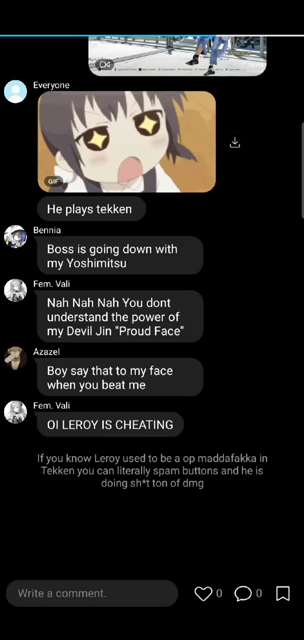 Everyone
GIF
He plays tekken
Bennia
Boss is going down with
my Yoshimitsu
Fem. Vali
Nah Nah Nah You dont
understand the power of
my Devil Jin "Proud Face"
Azazel
Boy say that to my face
when you beat me
Fem. Vali
OI LEROY IS CHEATING
If you know Leroy used to be a op maddafakka in
Tekken you can literally spam buttons and he is
doing sh*t ton of dmg
Write a comment.
0
0